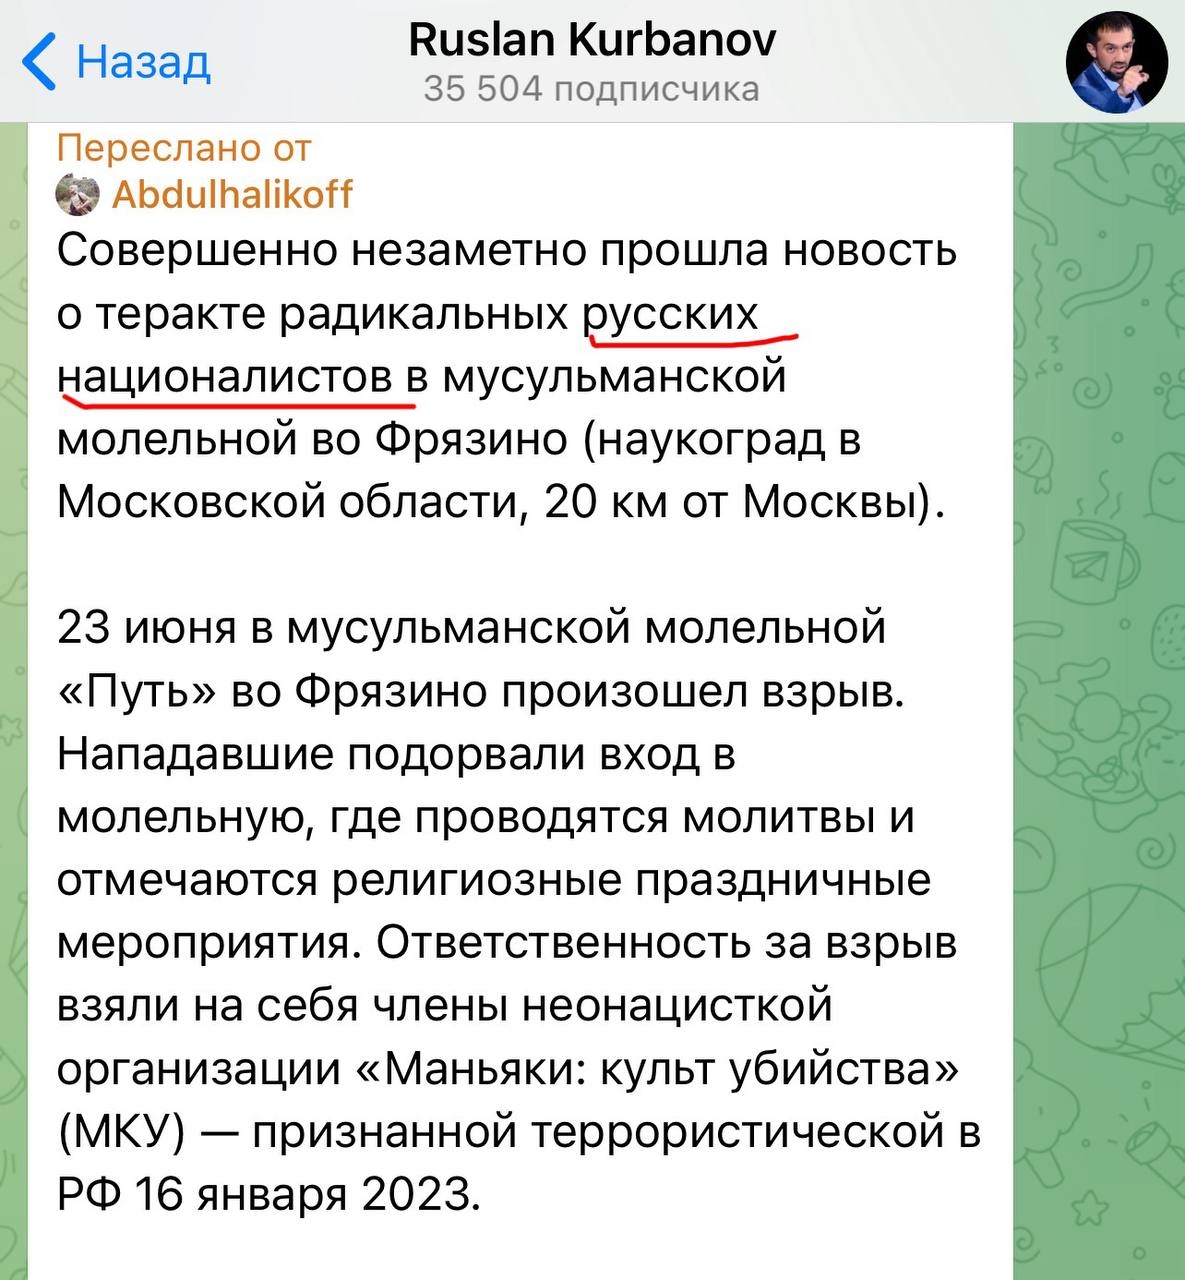 Назад
Ruslan Kurbanov
35 504 подписчика
Переслано от
Abdulhalikoff
Совершенно незаметно прошла новость
о теракте радикальных русских
националистов в мусульманской
молельной во Фрязино (наукоград в
Московской области, 20 км от Москвы).
23 июня в мусульманской молельной
«Путь» во Фрязино произошел взрыв.
Нападавшие подорвали вход в
молельную, где проводятся молитвы и
отмечаются религиозные праздничные
мероприятия. Ответственность за взрыв
взяли на себя члены неонацисткой
организации «Маньяки: культ убийства»
(МКУ) — признанной террористической в
РФ 16 января 2023.